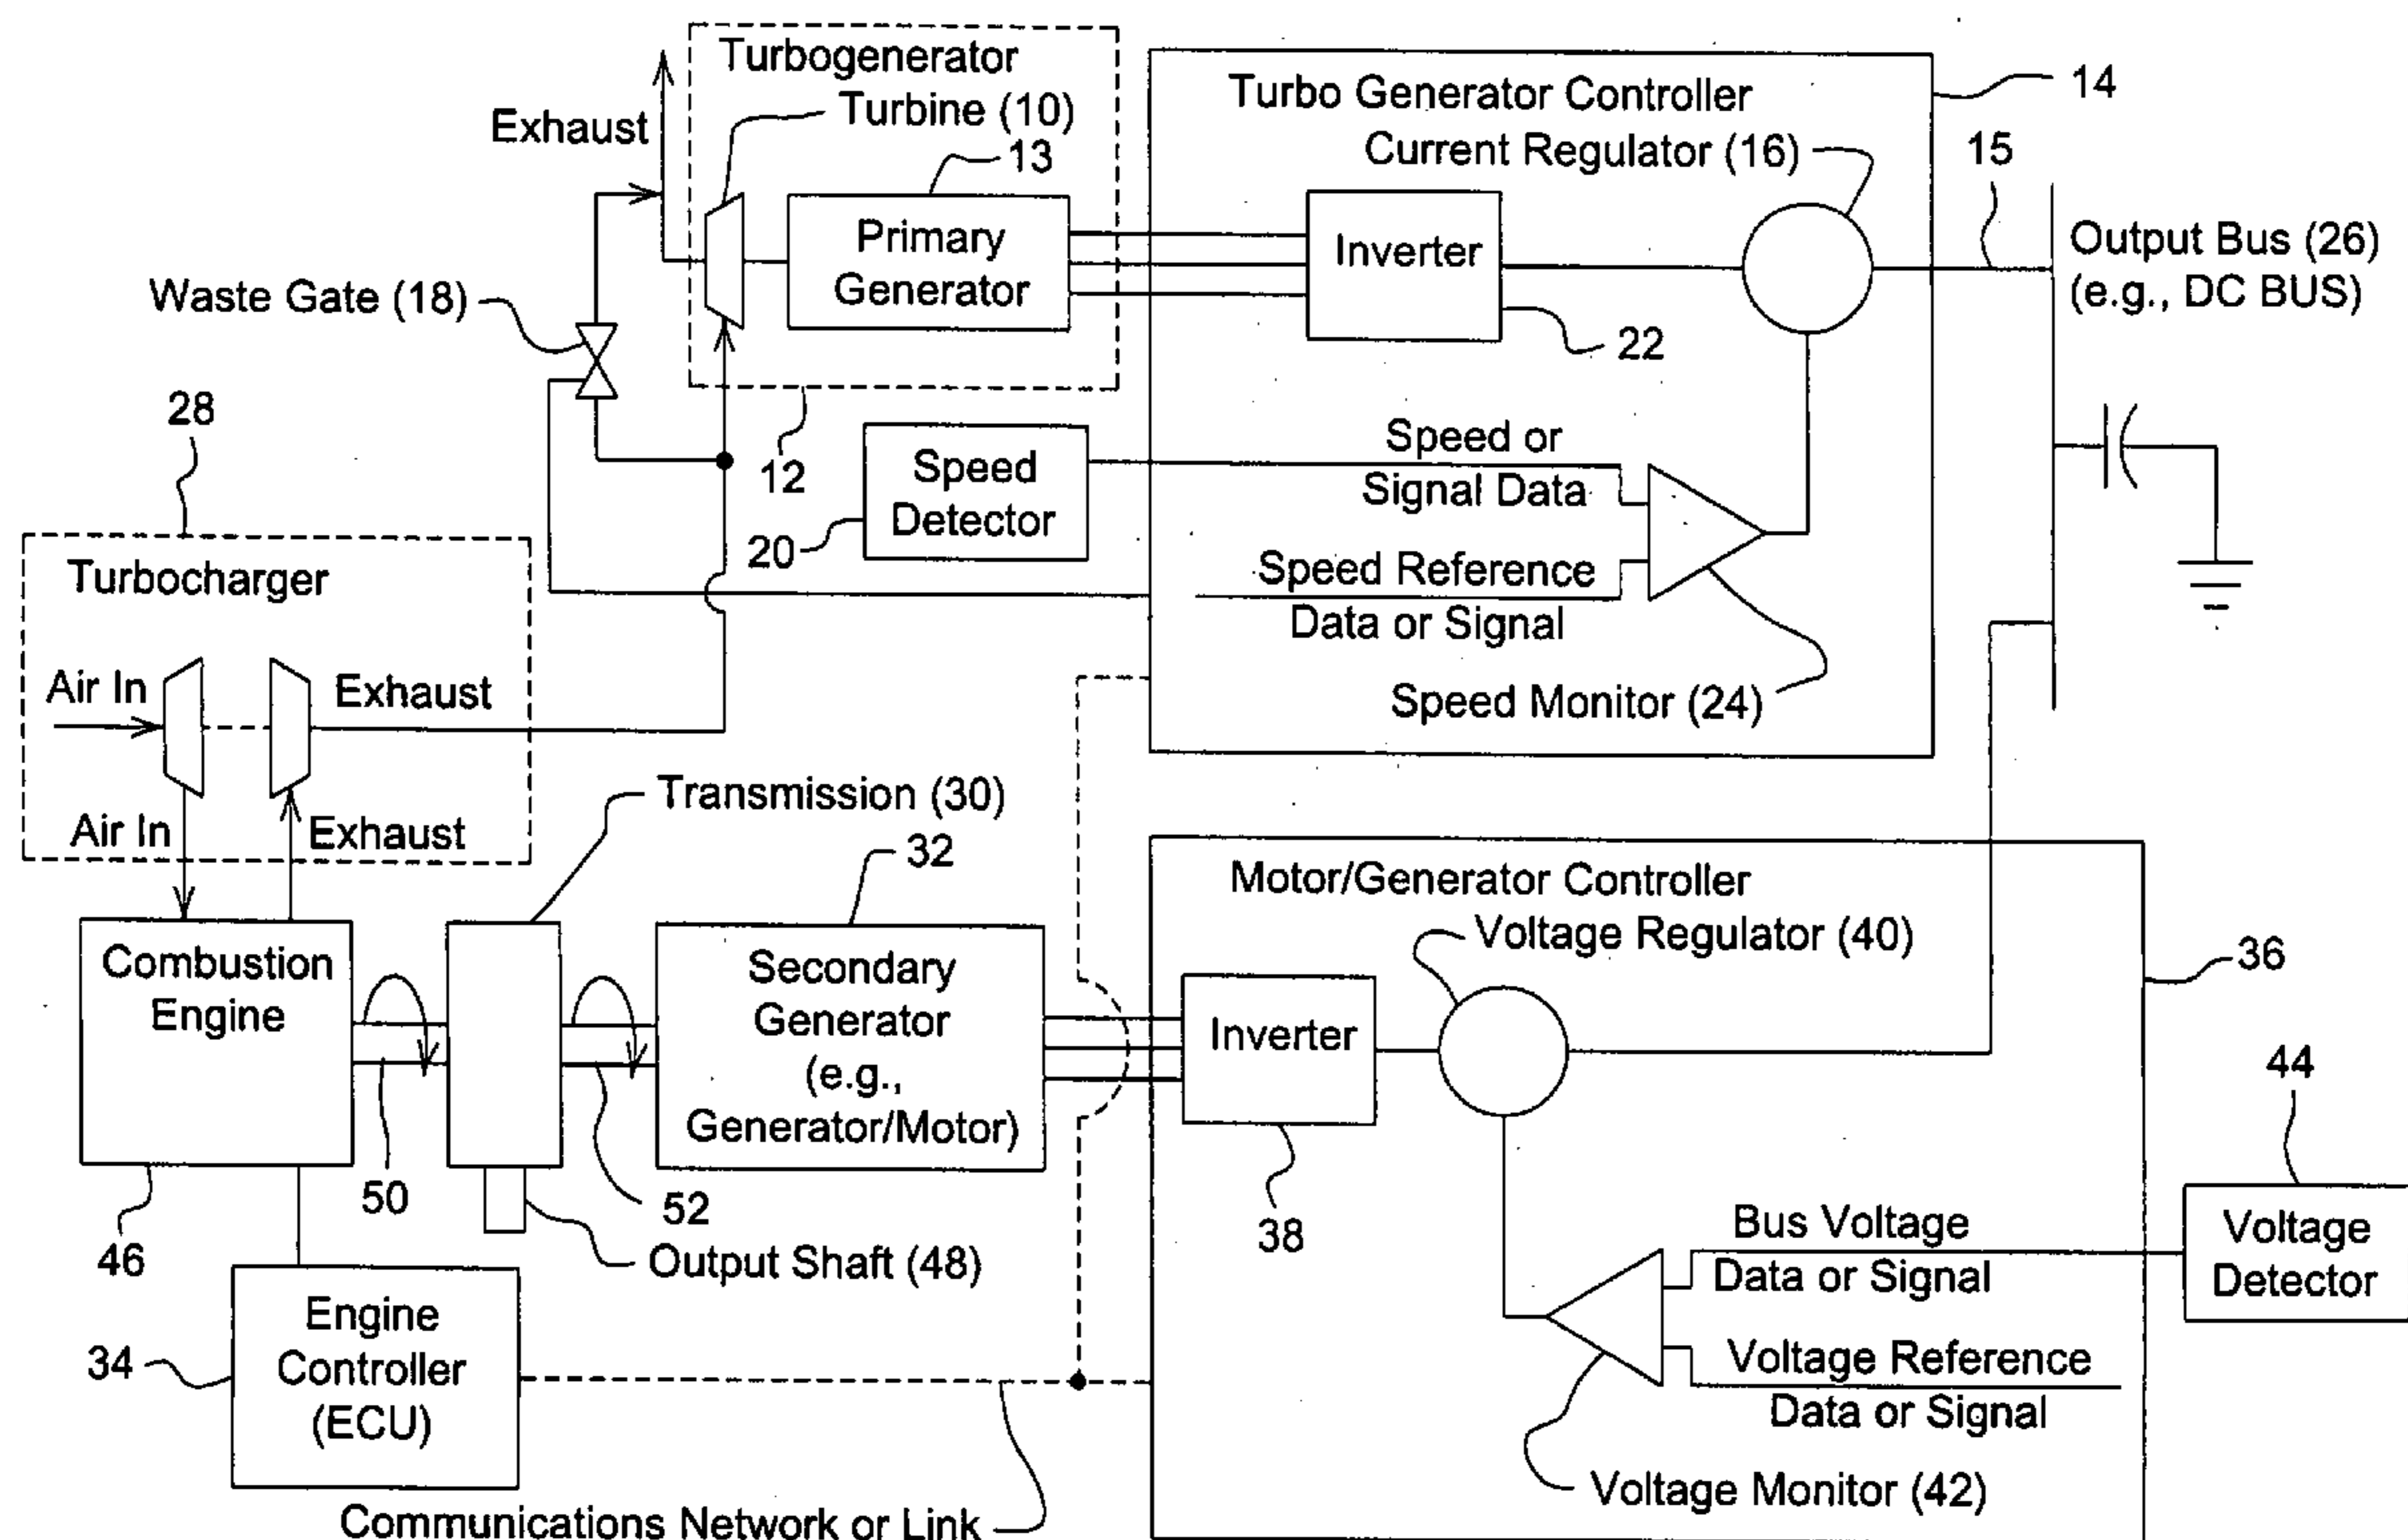 Turbogenerator
Turbine (10)
13
Exhaust
Primary
Generator
Waste Gate (18)
12
Turbo Generator Controller
14
Current Regulator (16)
15
Inverter
22
Output Bus (26)
(e.g., DC BUS)
28
Speed
Detector
20
Speed or
Signal Data
Speed Reference
Data or Signal
Speed Monitor (24)
Turbocharger
Air In
Exhaust
Air In
Exhaust
Transmission (30)
32
Combustion
Engine
Secondary
Generator
(e.g.,
Generator/Motor)
46
50
52
Output Shaft (48)
Engine
Controller
(ECU)
34
Communications Network or Link
Motor/Generator Controller
Voltage Regulator (40)
36
Inverter
38
44
Voltage
Detector
Bus Voltage
Data or Signal
Voltage Reference
Data or Signal
Voltage Monitor (42)